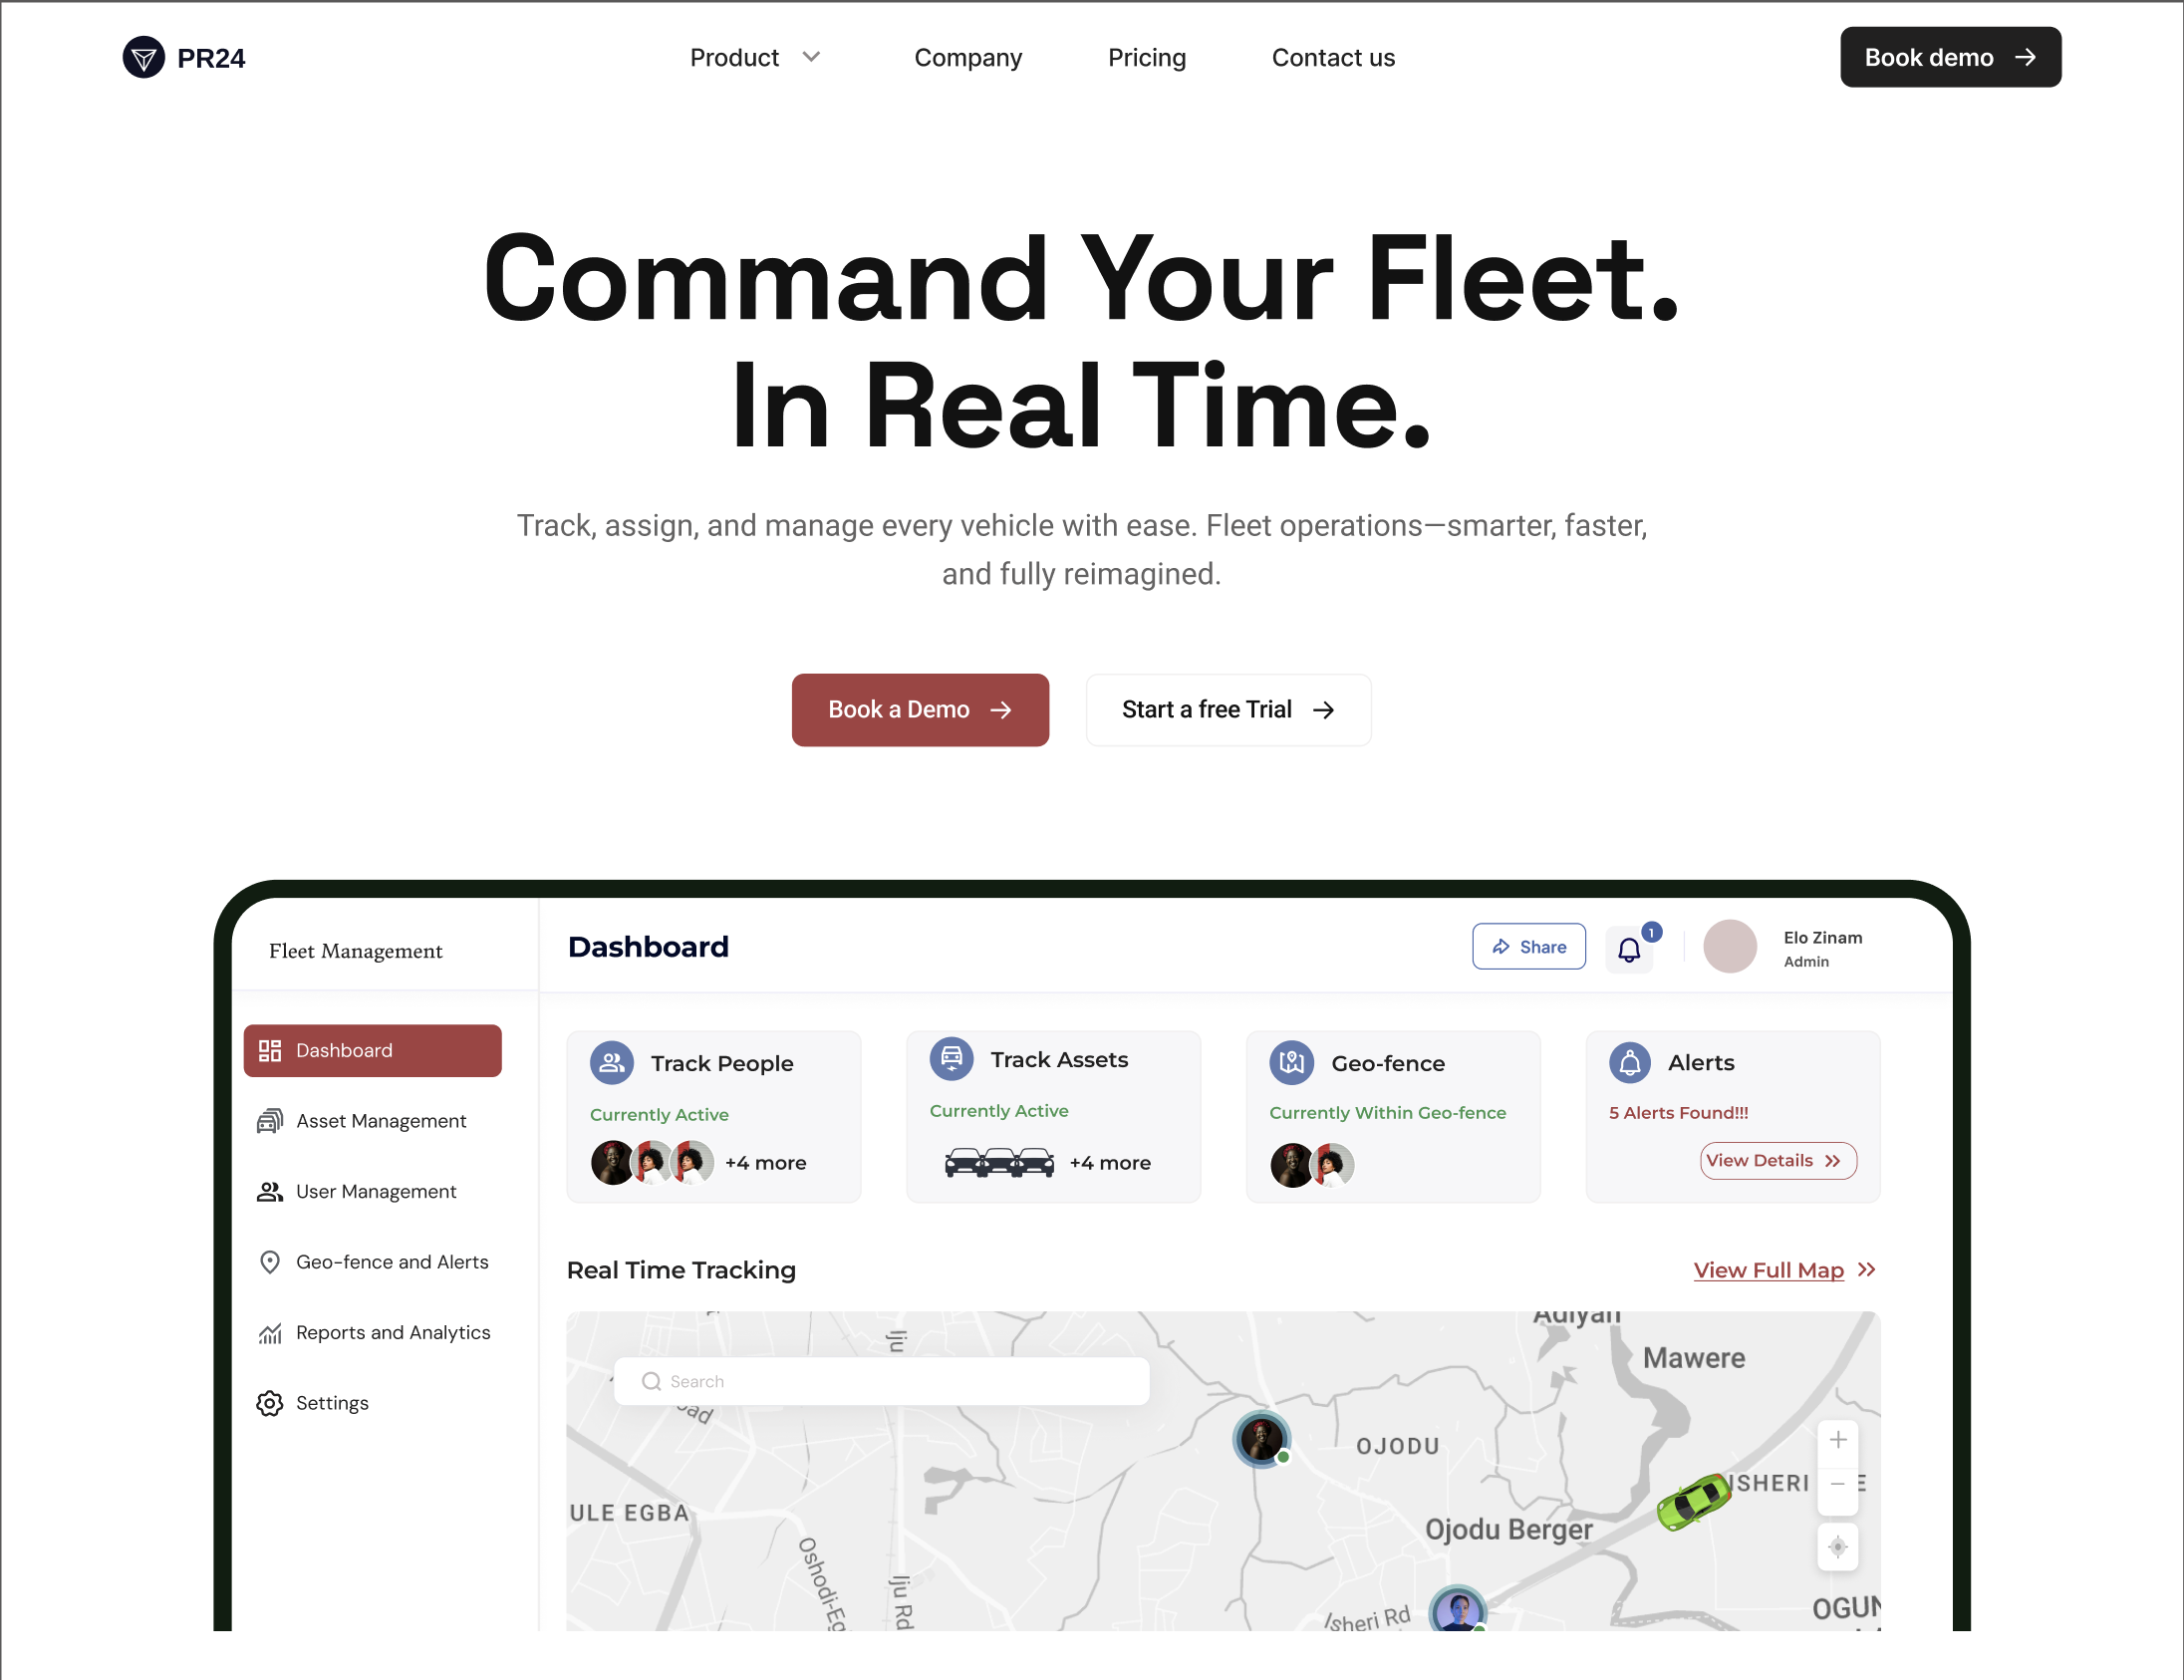 PR24
Product
Company
Pricing
Contact us
Book demo
Command Your Fleet.
In Real Time.
Track, assign, and manage every vehicle with ease. Fleet operations—smarter, faster,
and fully reimagined.
Book a Demo
Start a free Trial
Fleet Management
Dashboard
Asset Management
User Management
Geo-fence and Alerts
Reports and Analytics
Settings
Dashboard
Share
1
Elo Zinam
Admin
Track People
Currently Active
+4 more
Track Assets
Currently Active
+4 more
Geo-fence
Currently Within Geo-fence
Alerts
5 Alerts Found!!!
View Details
Real Time Tracking
View Full Map
Adiyan
Iju
Mawere
Search
oad
OJODU
ISHERI
E
ULE EGBA
Ojodu Berger
Oshodi-Eg
Iju Rd
Isheri Rd
OGUN